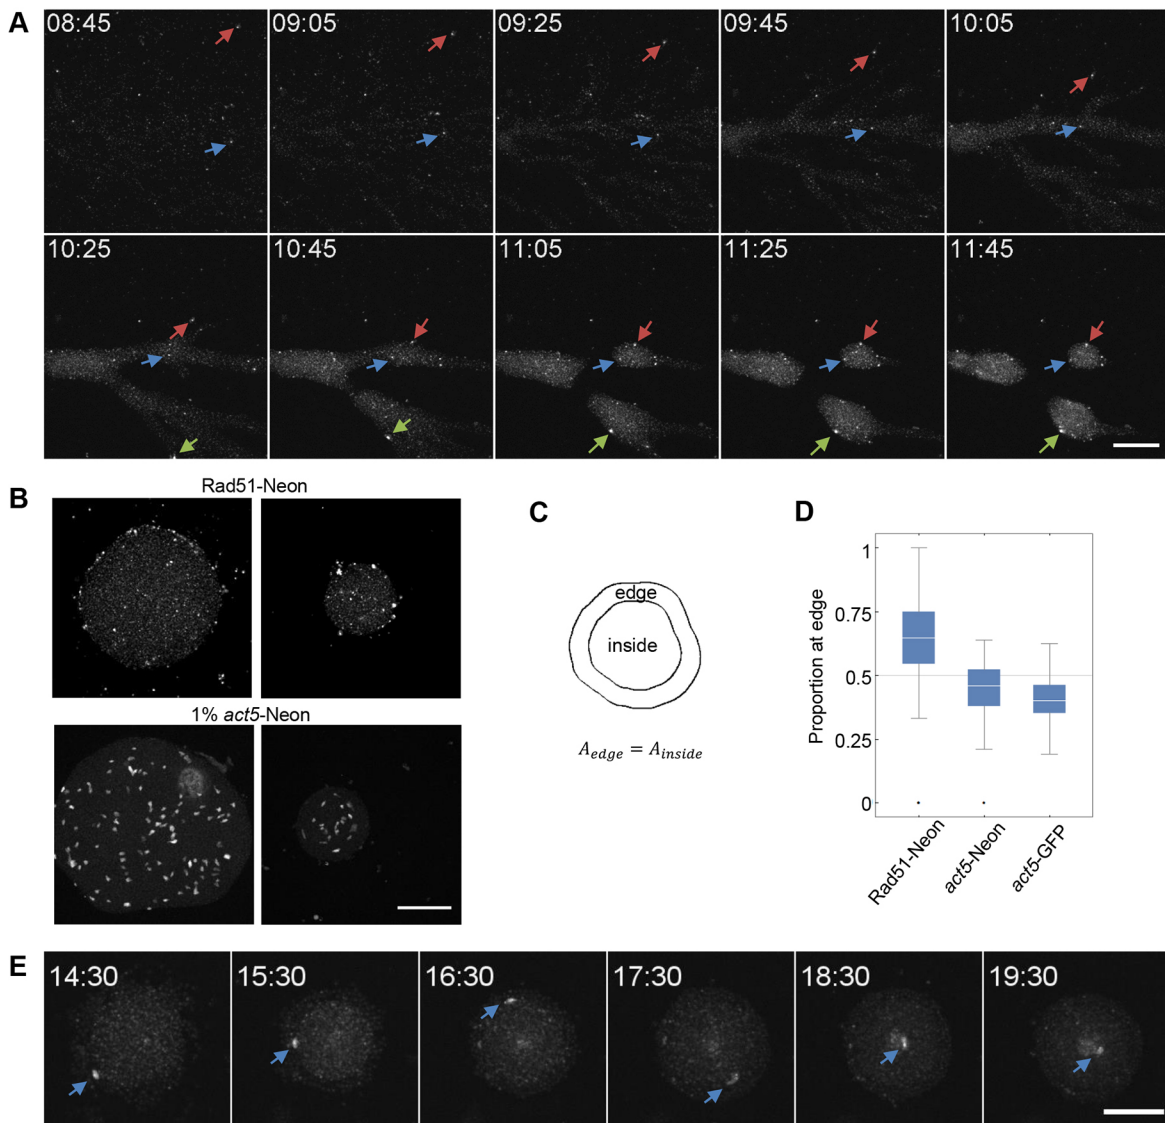 A
08:45 09:05 09:25 09:45 10:05
10:25 10:45 11:05 11:25 11:45
B
Rad51-Neon
1% act5-Neon
C
edge
inside
A_edge = A_inside
D
Proportion at edge
1
0.75
0.5
0.25
0
Rad51-Neon
act5-Neon
act5-GFP
E
14:30 15:30 16:30 17:30 18:30 19:30